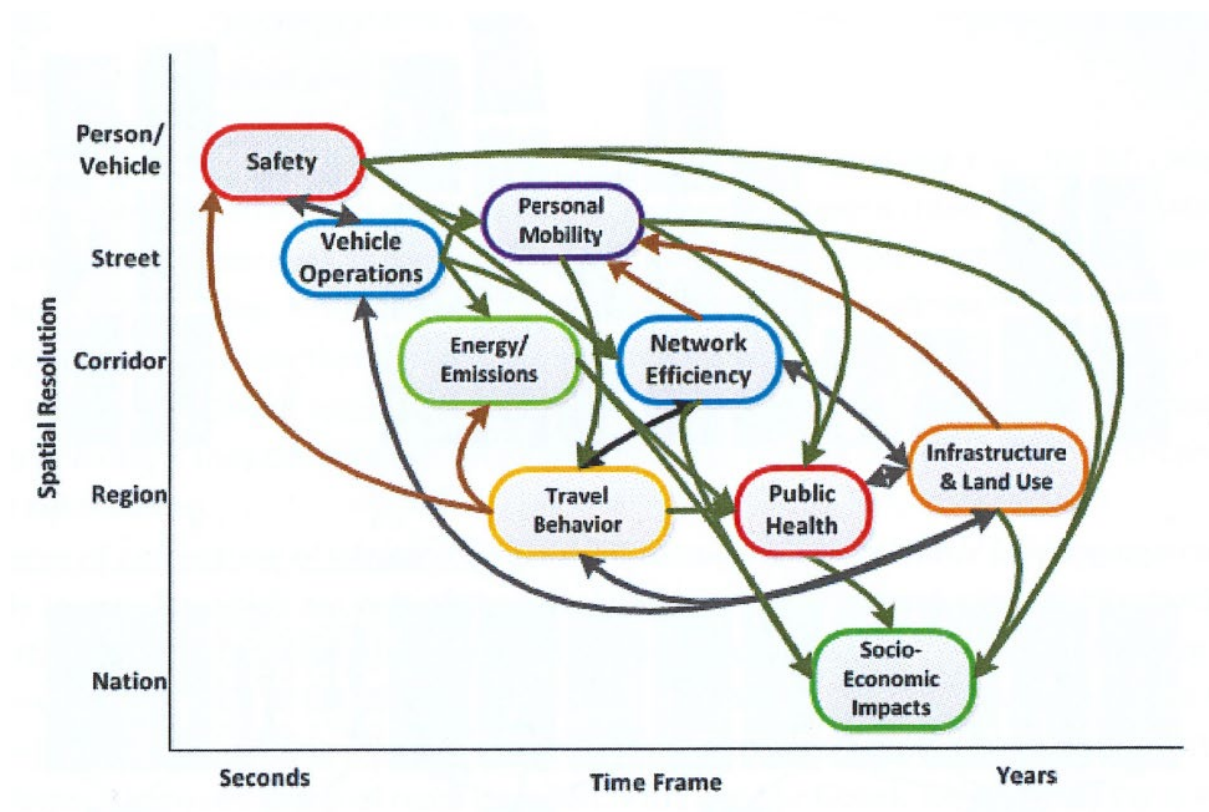 Person/
Vehicle
Safety
Personal
Mobility
Street
Vehicle
Operations
Spatial Resolution
Corridor
Energy/
Emissions
Network
Efficiency
Region
Travel
Behavior
Public
Health
Infrastructure
& Land Use
Nation
Socio-
Economic
Impacts
Seconds
Time Frame
Years